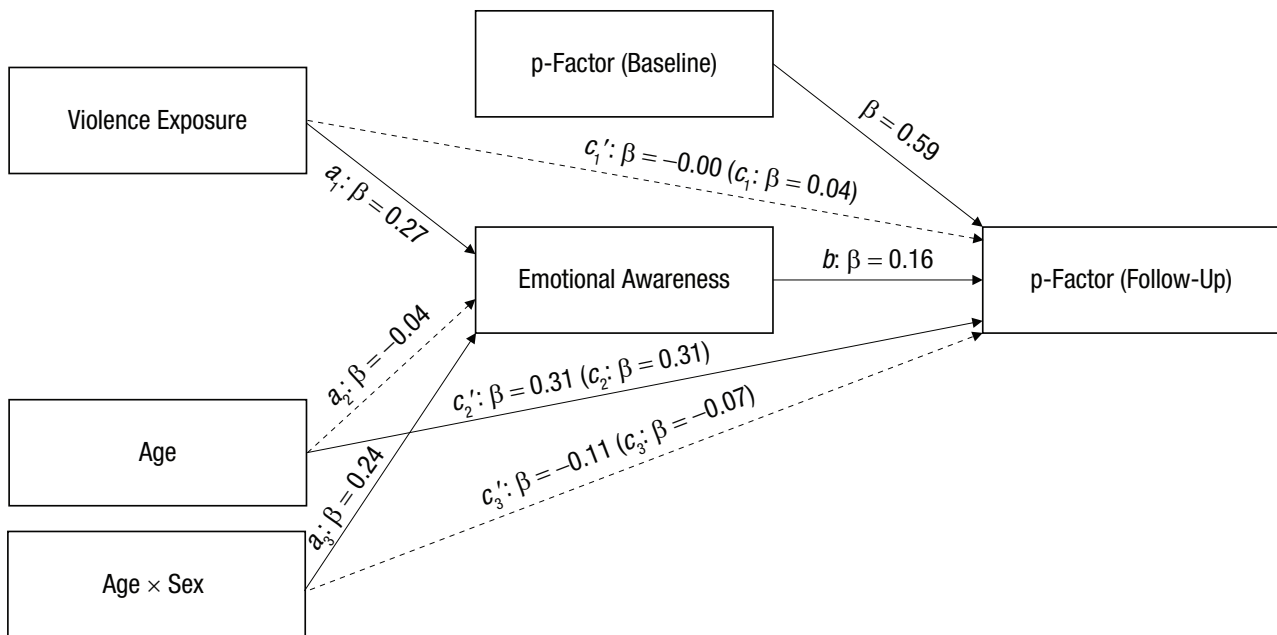 p-Factor (Baseline)
Violence Exposure
β = 0.59
c₁′: β = −0.00 (c₁: β = 0.04)
a₁: β = 0.27
Emotional Awareness
b: β = 0.16
p-Factor (Follow-Up)
a₂: β = −0.04
c₂′: β = 0.31 (c₂: β = 0.31)
Age
c₃′: β = −0.11 (c₃: β = −0.07)
a₃: β = 0.24
Age × Sex